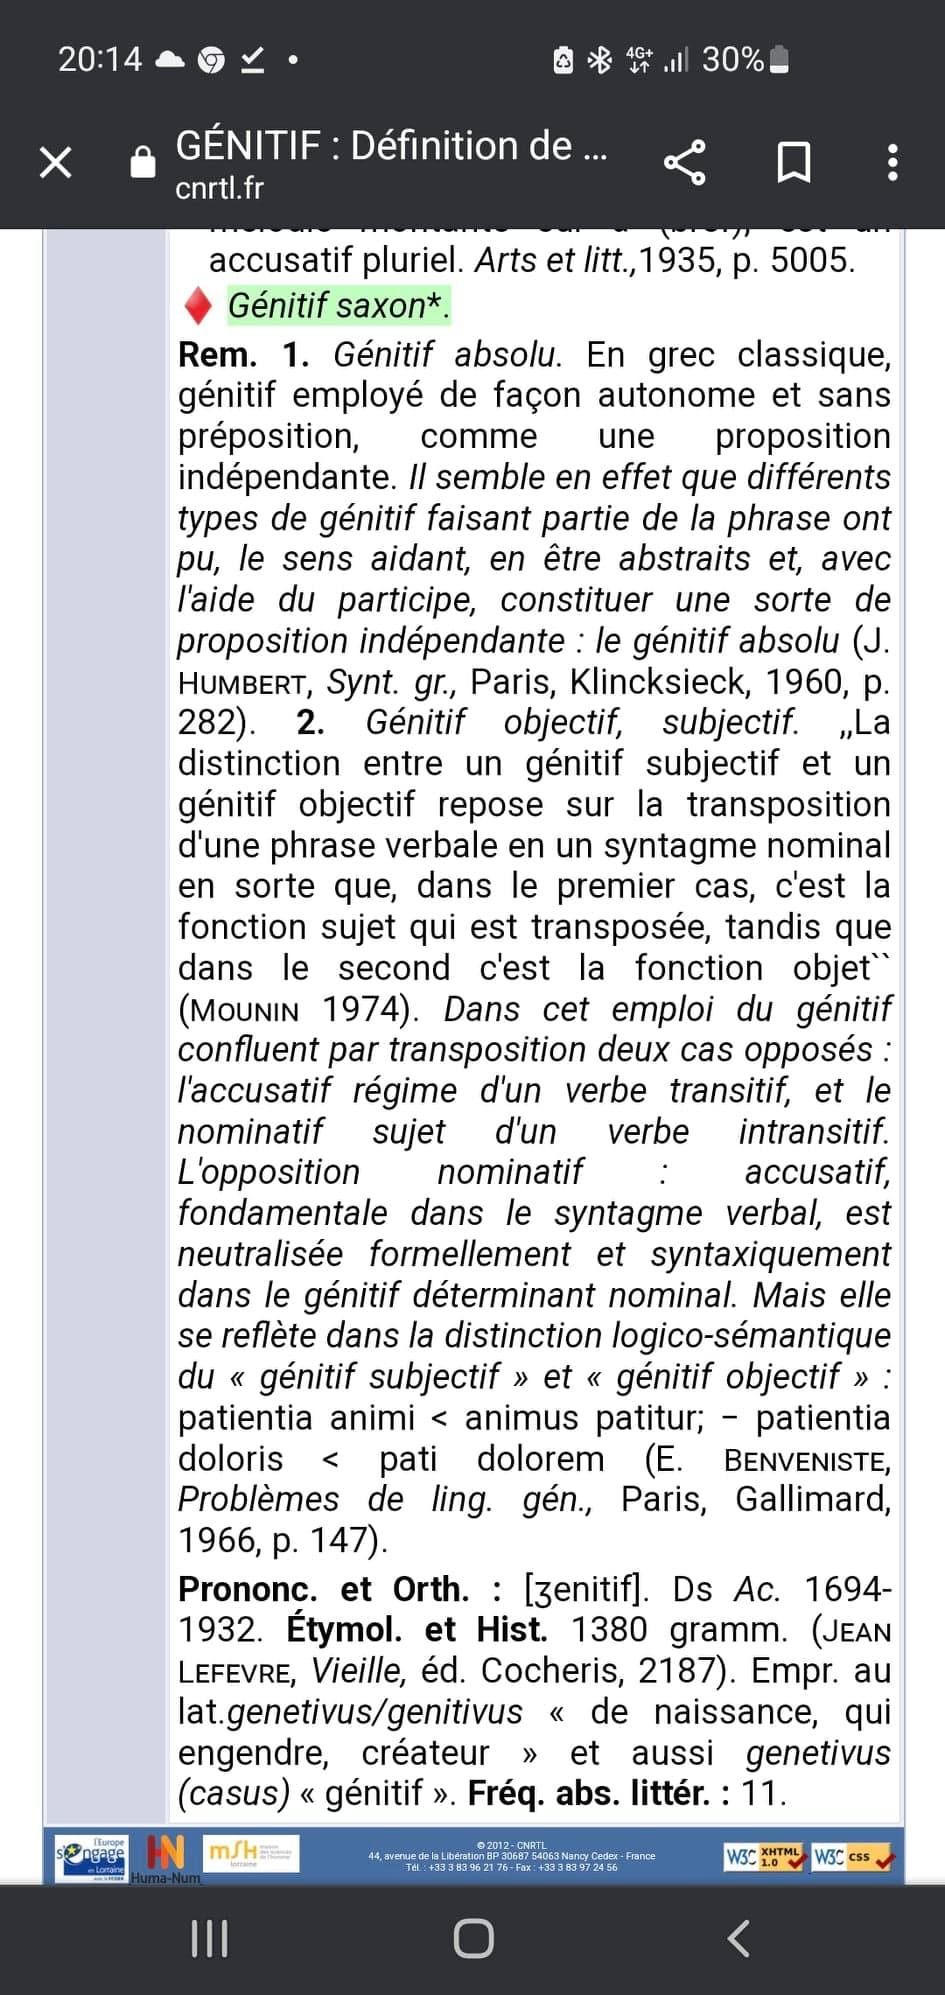 20:14
4G+
30%
GÉNITIF : Définition de ...
cnrtl.fr
accusatif pluriel. Arts et litt.,1935, p. 5005.
Génitif saxon*.
Rem. 1. Génitif absolu. En grec classique,
génitif employé de façon autonome et sans
préposition, comme une proposition
indépendante. Il semble en effet que différents
types de génitif faisant partie de la phrase ont
pu, le sens aidant, en être abstraits et, avec
l'aide du participe, constituer une sorte de
proposition indépendante : le génitif absolu (J.
HUMBERT, Synt. gr., Paris, Klincksieck, 1960, p.
282). 2. Génitif objectif, subjectif. „La
distinction entre un génitif subjectif et un
génitif objectif repose sur la transposition
d'une phrase verbale en un syntagme nominal
en sorte que, dans le premier cas, c'est la
fonction sujet qui est transposée, tandis que
dans le second c'est la fonction objet``
(MOUNIN 1974). Dans cet emploi du génitif
confluent par transposition deux cas opposés :
l'accusatif régime d'un verbe transitif, et le
nominatif sujet d'un verbe intransitif.
L'opposition nominatif : accusatif,
fondamentale dans le syntagme verbal, est
neutralisée formellement et syntaxiquement
dans le génitif déterminant nominal. Mais elle
se reflète dans la distinction logico-sémantique
du « génitif subjectif » et « génitif objectif » :
patientia animi < animus patitur; − patientia
doloris < pati dolorem (E. BENVENISTE,
Problèmes de ling. gén., Paris, Gallimard,
1966, p. 147).
Prononc. et Orth. : [ʒenitif]. Ds Ac. 1694-
1932. Étymol. et Hist. 1380 gramm. (JEAN
LEFEVRE, Vieille, éd. Cocheris, 2187). Empr. au
lat.genetivus/genitivus « de naissance, qui
engendre, créateur » et aussi genetivus
(casus) « génitif ». Fréq. abs. littér. : 11.
l'Europe
s'engage
en Lorraine
HN
Huma-Num
mSH
lorraine
© 2012 - CNRTL
44, avenue de la Libération BP 30687 54063 Nancy Cedex - France
Tél. : +33 3 83 96 21 76 - Fax : +33 3 83 97 24 56
W3C XHTML 1.0
W3C css